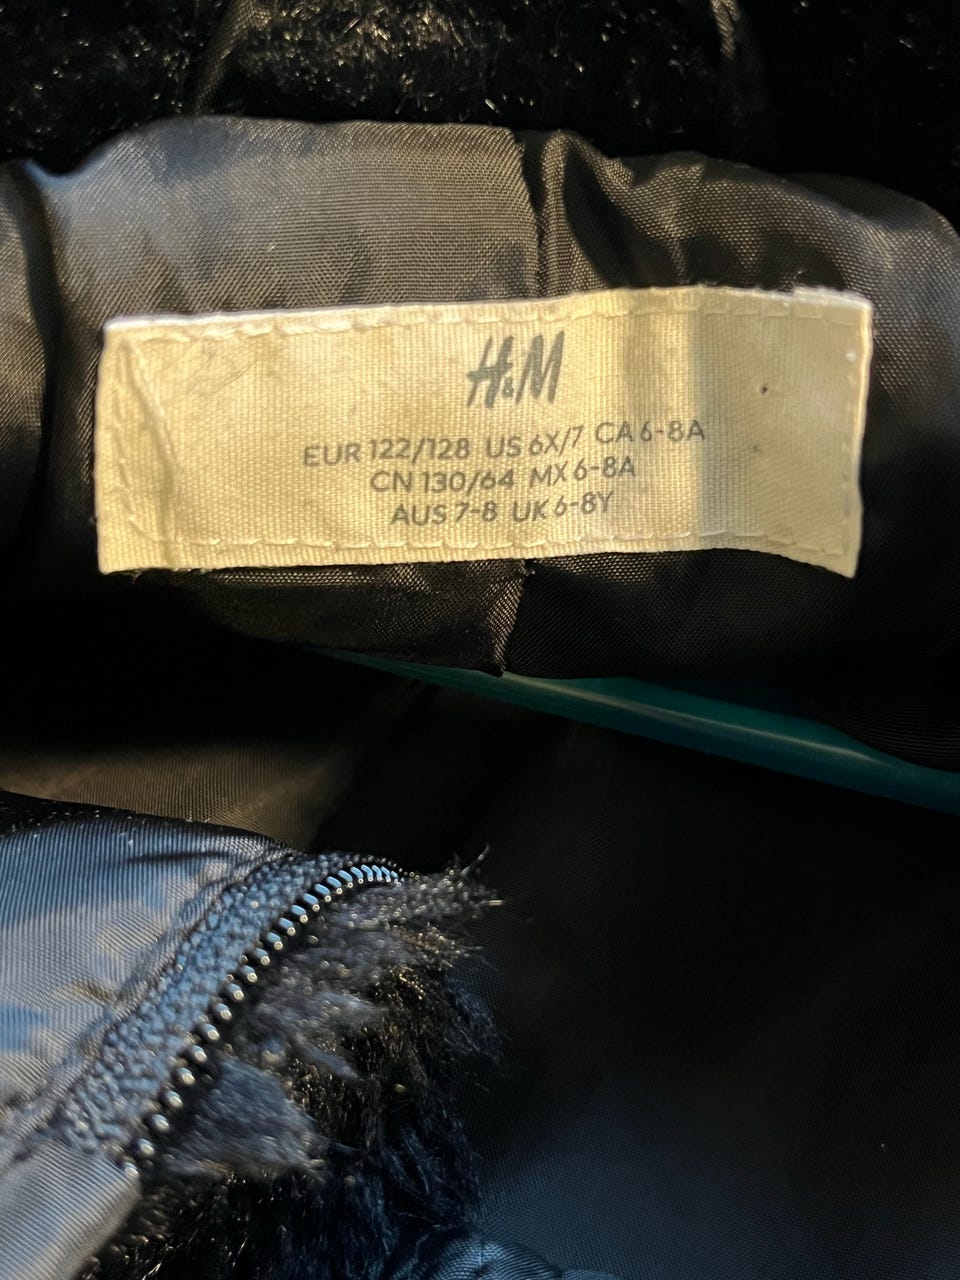 H&M
EUR 122/128 US 6X/7 CA 6-8A
CN 130/64 MX 6-8A
AUS 7-8 UK 6-8Y